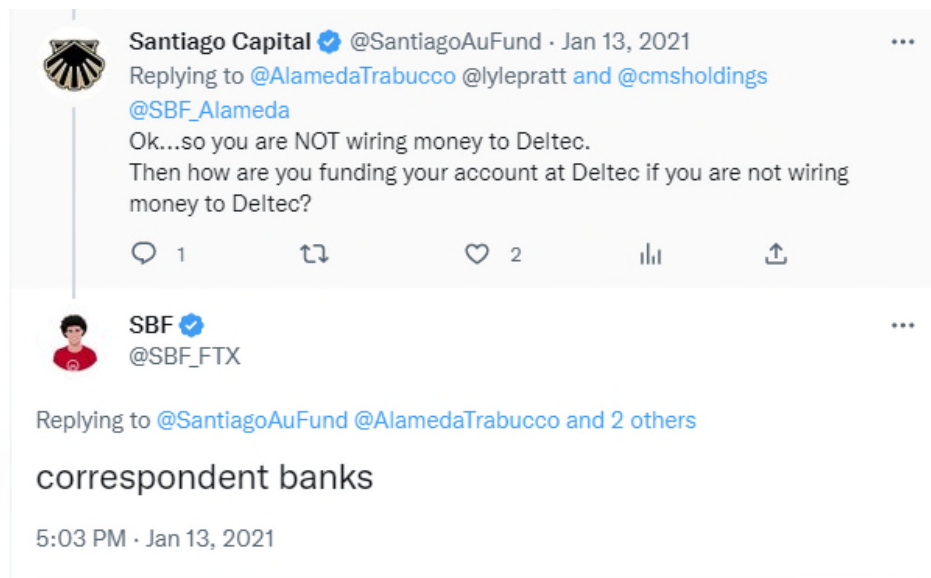 Santiago Capital @SantiagoAuFund · Jan 13, 2021
Replying to @AlamedaTrabucco @lylepratt and @cmsholdings
@SBF_Alameda
Ok...so you are NOT wiring money to Deltec.
Then how are you funding your account at Deltec if you are not wiring
money to Deltec?
1 2
SBF
@SBF_FTX
Replying to @SantiagoAuFund @AlamedaTrabucco and 2 others
correspondent banks
5:03 PM · Jan 13, 2021